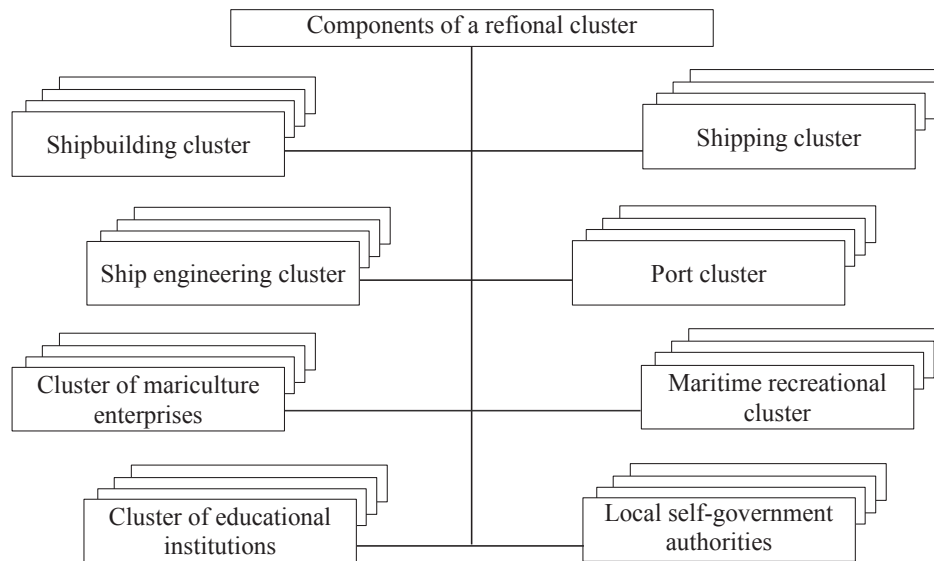 Components of a refional cluster
Shipbuilding cluster
Shipping cluster
Ship engineering cluster
Port cluster
Cluster of mariculture
enterprises
Maritime recreational
cluster
Cluster of educational
institutions
Local self-government
authorities